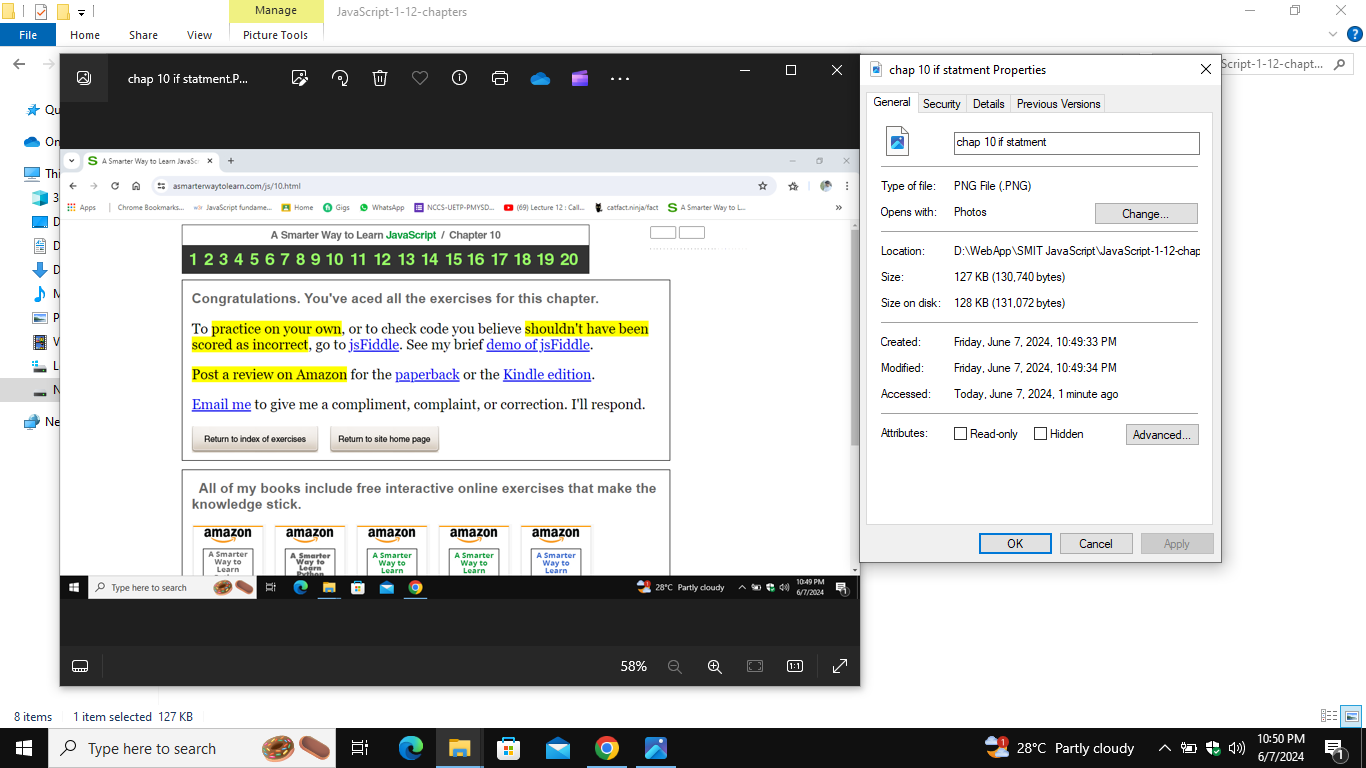 Manage
JavaScript-1-12-chapters
File
Home
Share
View
Picture Tools
Script-1-12-chapt...
Qu
On
Thi
3
D
D
D
M
P
V
L
N
Ne
chap 10 if statment.P...
A Smarter Way to Learn JavaSc
asmarterwaytolearn.com/js/10.html
Apps
Chrome Bookmarks...
JavaScript fundame...
Home
Gigs
WhatsApp
NCCS-UETP-PMYSD...
(69) Lecture 12 : Call...
catfact.ninja/fact
A Smarter Way to L...
A Smarter Way to Learn JavaScript / Chapter 10
1 2 3 4 5 6 7 8 9 10 11 12 13 14 15 16 17 18 19 20
Congratulations. You've aced all the exercises for this chapter.
To practice on your own, or to check code you believe shouldn't have been
scored as incorrect, go to jsFiddle. See my brief demo of jsFiddle.
Post a review on Amazon for the paperback or the Kindle edition.
Email me to give me a compliment, complaint, or correction. I'll respond.
Return to index of exercises
Return to site home page
All of my books include free interactive online exercises that make the
knowledge stick.
amazon amazon amazon amazon amazon
A Smarter A Smarter A Smarter A Smarter A Smarter
Way to Way to Way to Way to Way to
Learn Learn Learn Learn Learn
Type here to search
28°C Partly cloudy
10:49 PM
6/7/2024
1
58%
1:1
chap 10 if statment Properties
General
Security
Details
Previous Versions
chap 10 if statment
Type of file: PNG File (.PNG)
Opens with: Photos
Change...
Location: D:\WebApp\SMIT JavaScript\JavaScript-1-12-chap
Size: 127 KB (130,740 bytes)
Size on disk: 128 KB (131,072 bytes)
Created: Friday, June 7, 2024, 10:49:33 PM
Modified: Friday, June 7, 2024, 10:49:34 PM
Accessed: Today, June 7, 2024, 1 minute ago
Attributes: Read-only Hidden
Advanced...
OK
Cancel
Apply
8 items 1 item selected 127 KB
Type here to search
1
28°C Partly cloudy
10:50 PM
6/7/2024
1